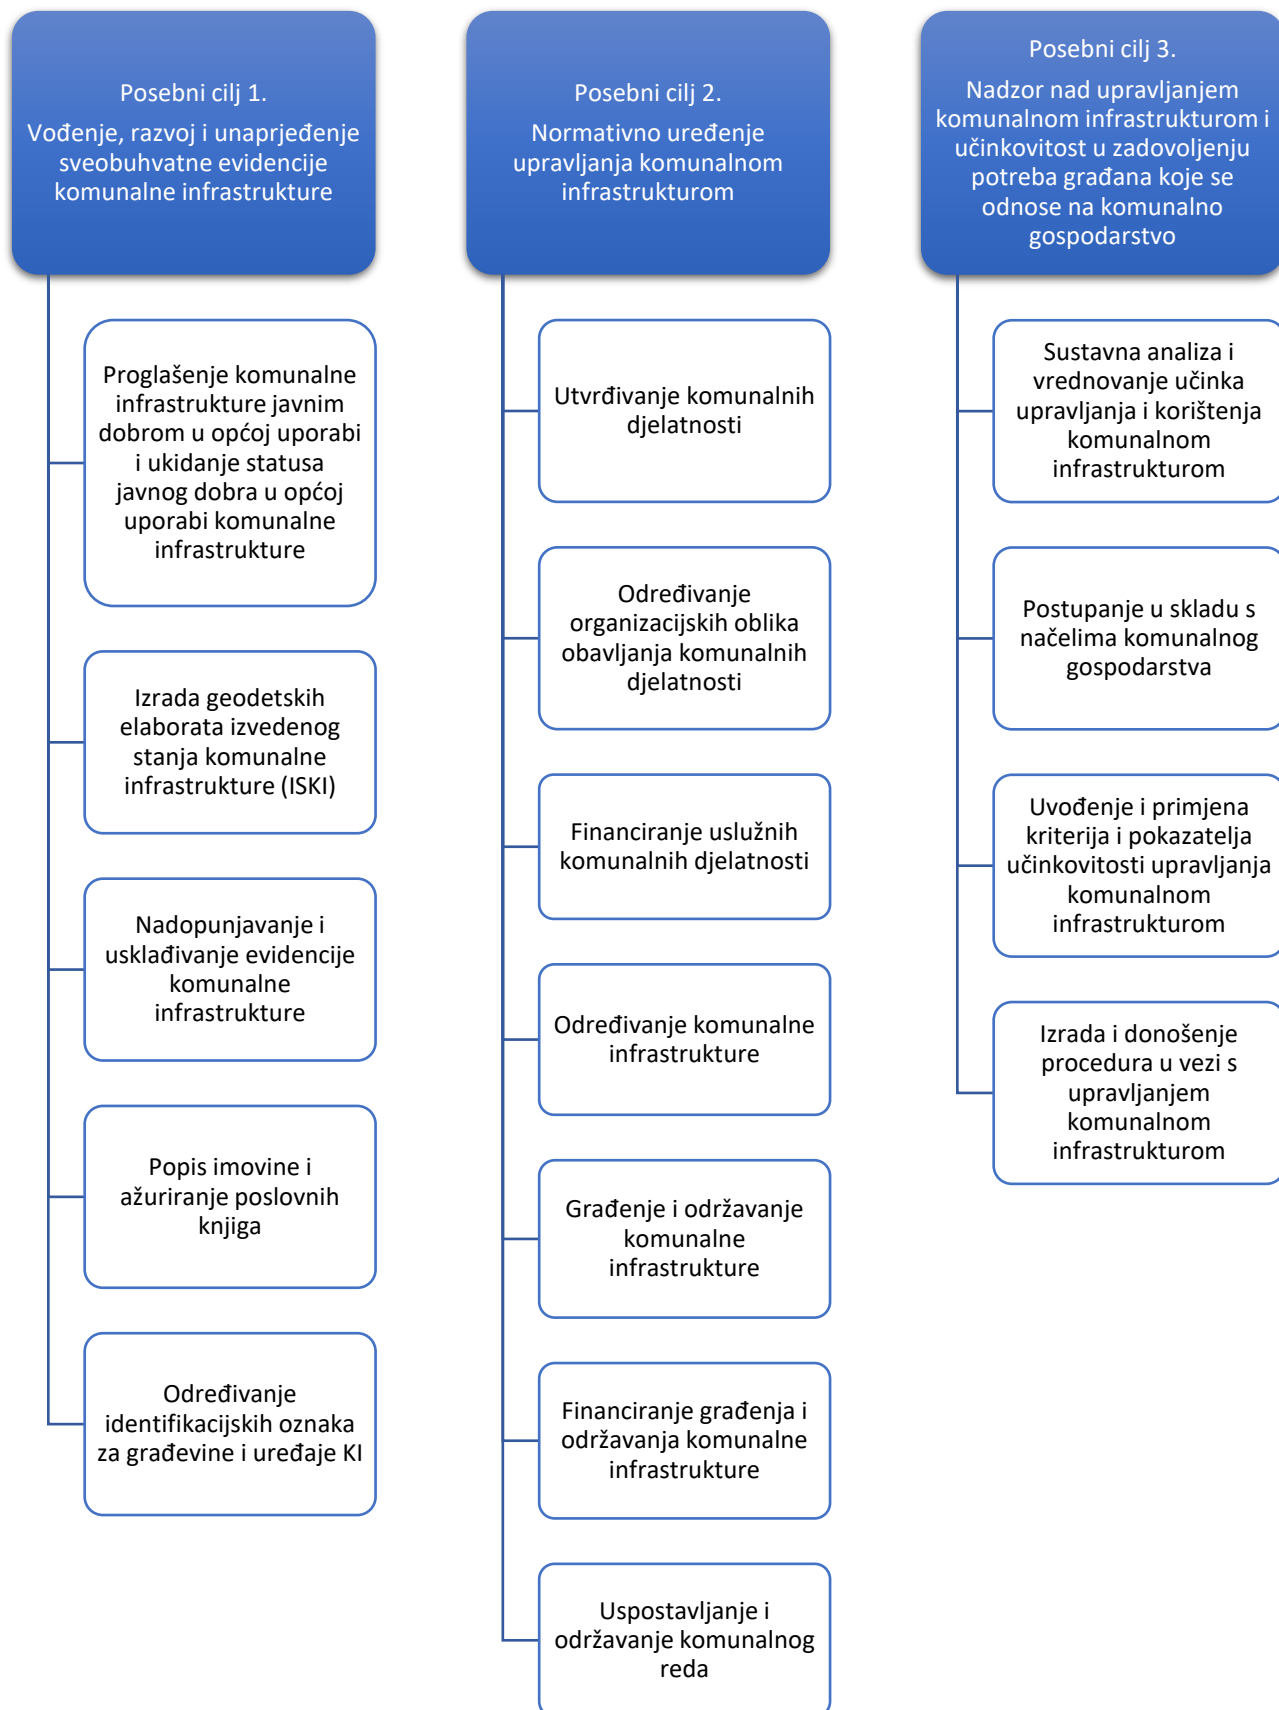 Posebni cilj 1.
Vođenje, razvoj i unaprjeđenje
sveobuhvatne evidencije
komunalne infrastrukture
Proglašenje komunalne
infrastrukture javnim
dobrom u općoj uporabi
i ukidanje statusa
javnog dobra u općoj
uporabi komunalne
infrastrukture
Izrada geodetskih
elaborata izvedenog
stanja komunalne
infrastrukture (ISKI)
Nadopunjavanje i
usklađivanje evidencije
komunalne
infrastrukture
Popis imovine i
ažuriranje poslovnih
knjiga
Određivanje
identifikacijskih oznaka
za građevine i uređaje KI
Posebni cilj 2.
Normativno uređenje
upravljanja komunalnom
infrastrukturom
Utvrđivanje komunalnih
djelatnosti
Određivanje
organizacijskih oblika
obavljanja komunalnih
djelatnosti
Financiranje uslužnih
komunalnih djelatnosti
Određivanje komunalne
infrastrukture
Građenje i održavanje
komunalne
infrastrukture
Financiranje građenja i
održavanja komunalne
infrastrukture
Uspostavljanje i
održavanje komunalnog
reda
Posebni cilj 3.
Nadzor nad upravljanjem
komunalnom infrastrukturom i
učinkovitost u zadovoljenju
potreba građana koje se
odnose na komunalno
gospodarstvo
Sustavna analiza i
vrednovanje učinka
upravljanja i korištenja
komunalnom
infrastrukturom
Postupanje u skladu s
načelima komunalnog
gospodarstva
Uvođenje i primjena
kriterija i pokazatelja
učinkovitosti upravljanja
komunalnom
infrastrukturom
Izrada i donošenje
procedura u vezi s
upravljanjem
komunalnom
infrastrukturom